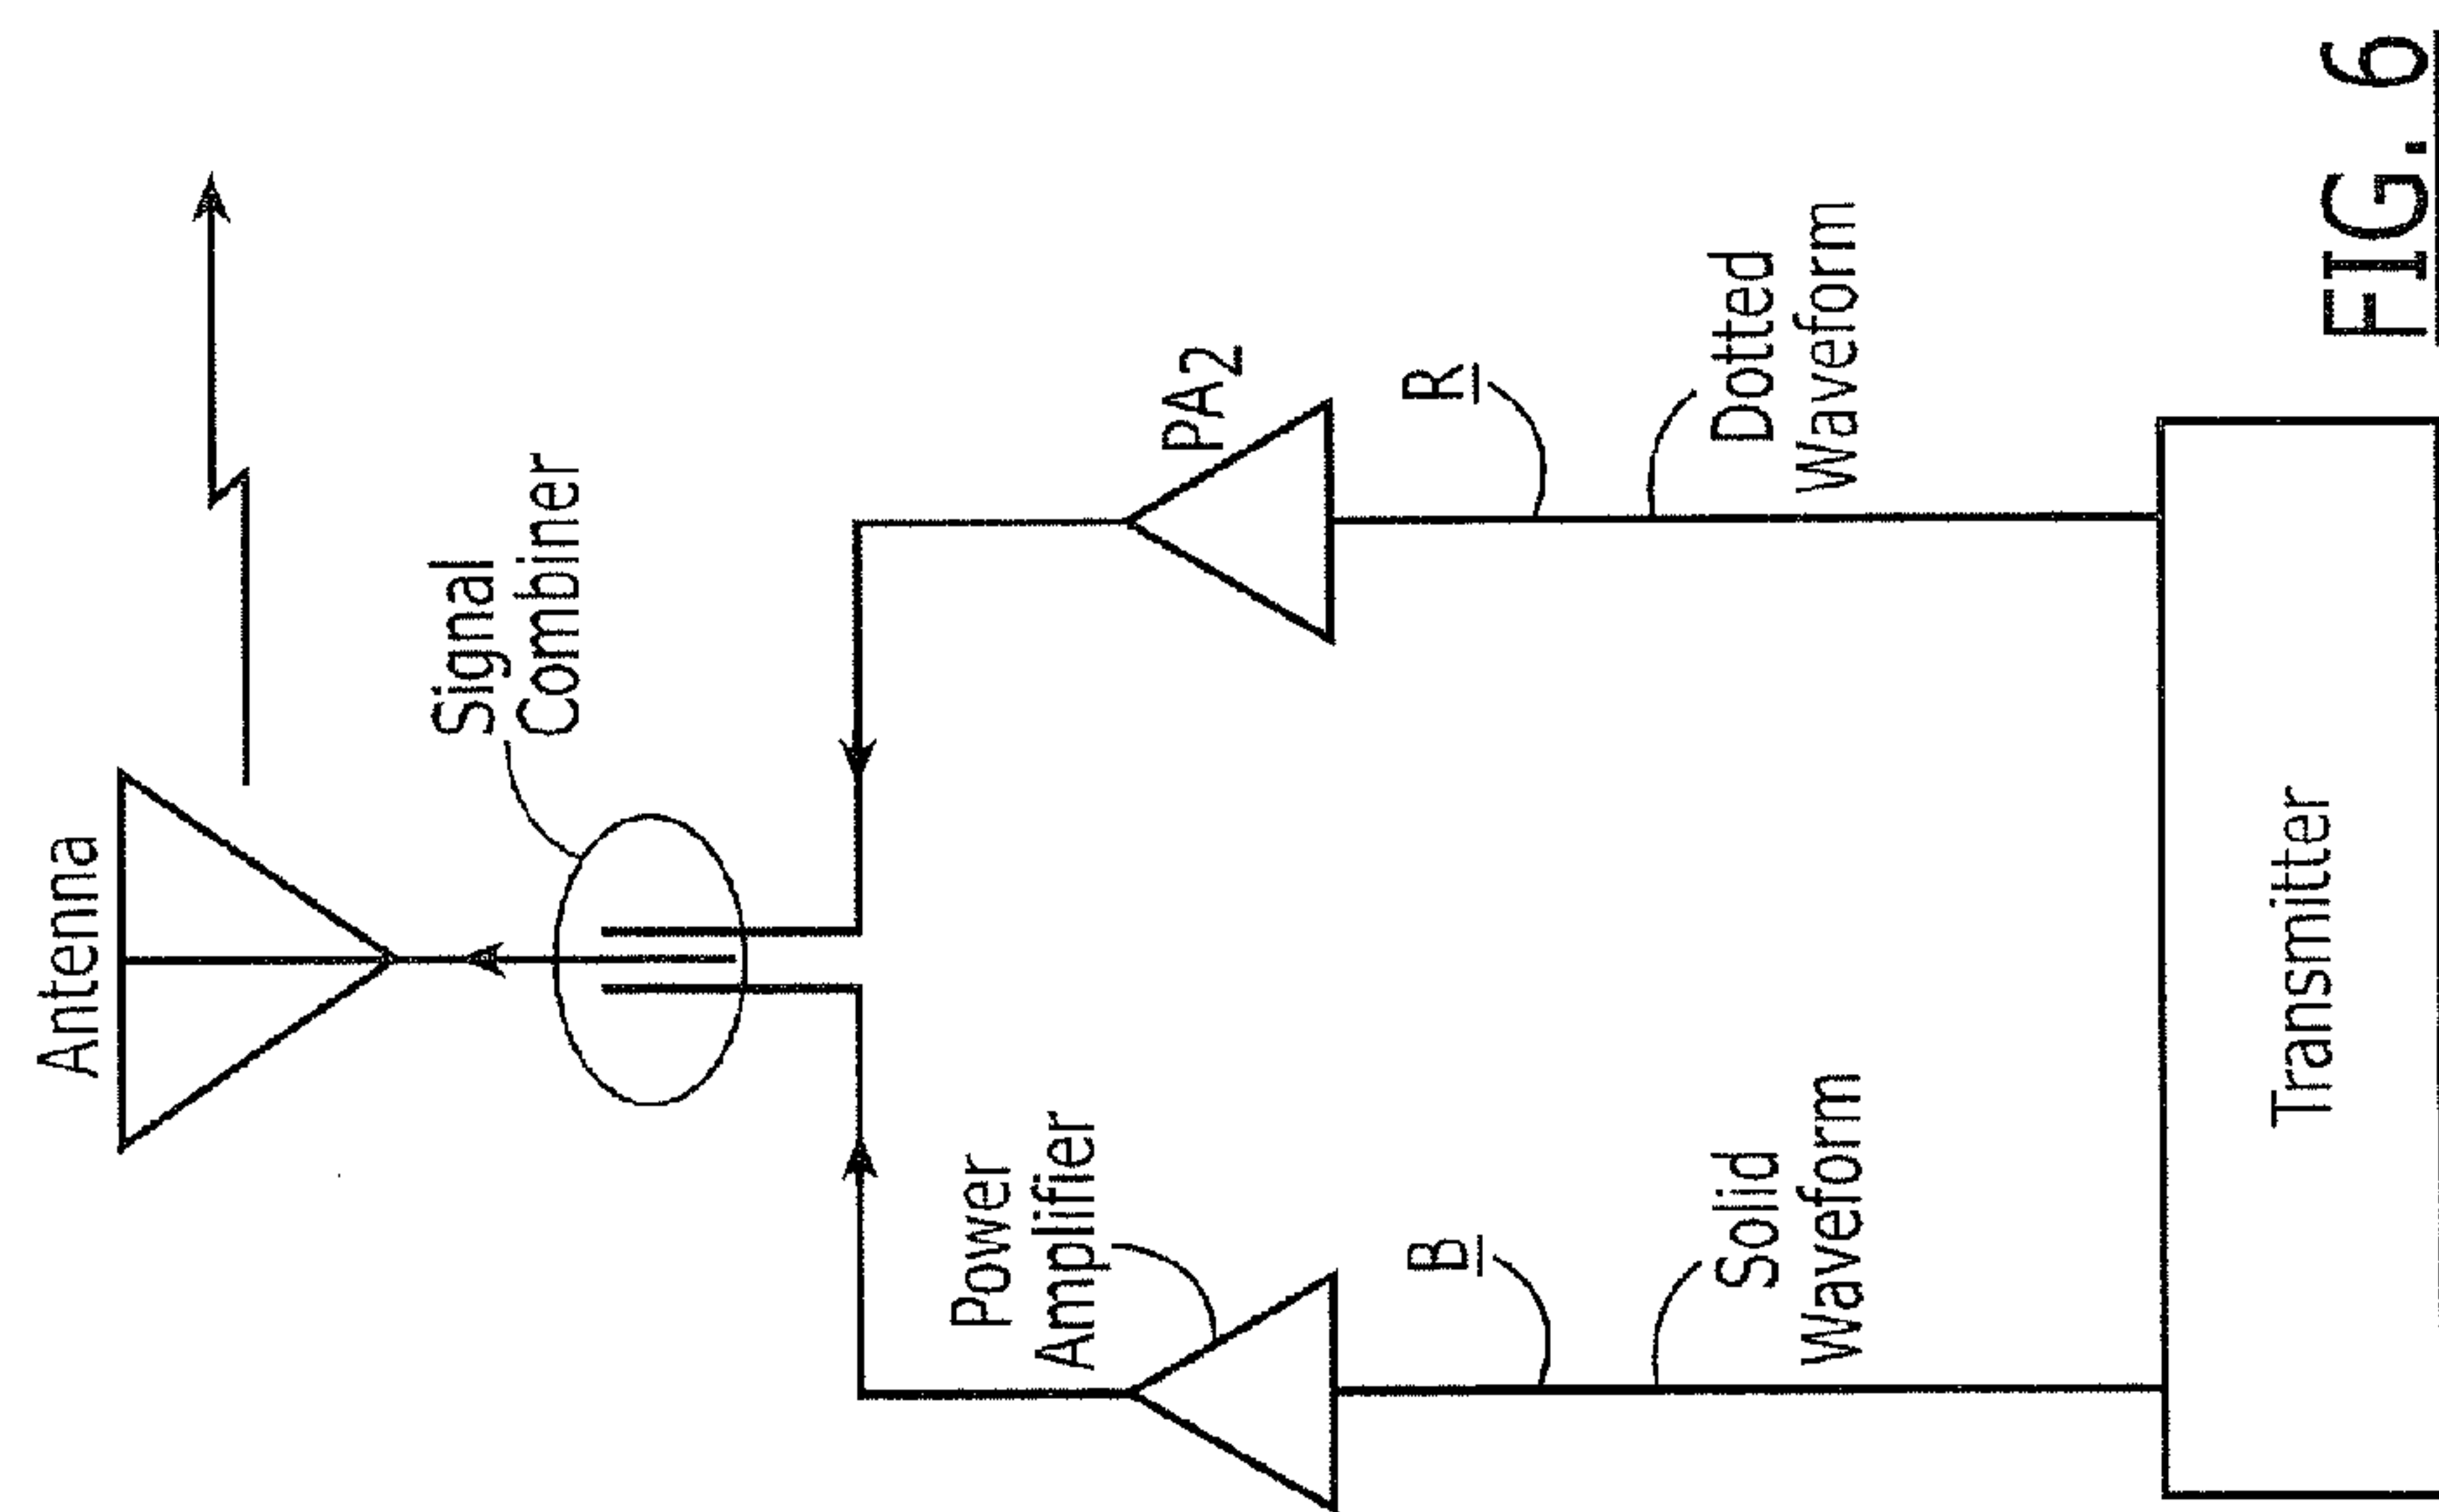 Antenna
Signal
Combiner
Power
Amplifier
PA2
B
R
Solid
Waveform
Dotted
Waveform
Transmitter
FIG. 6